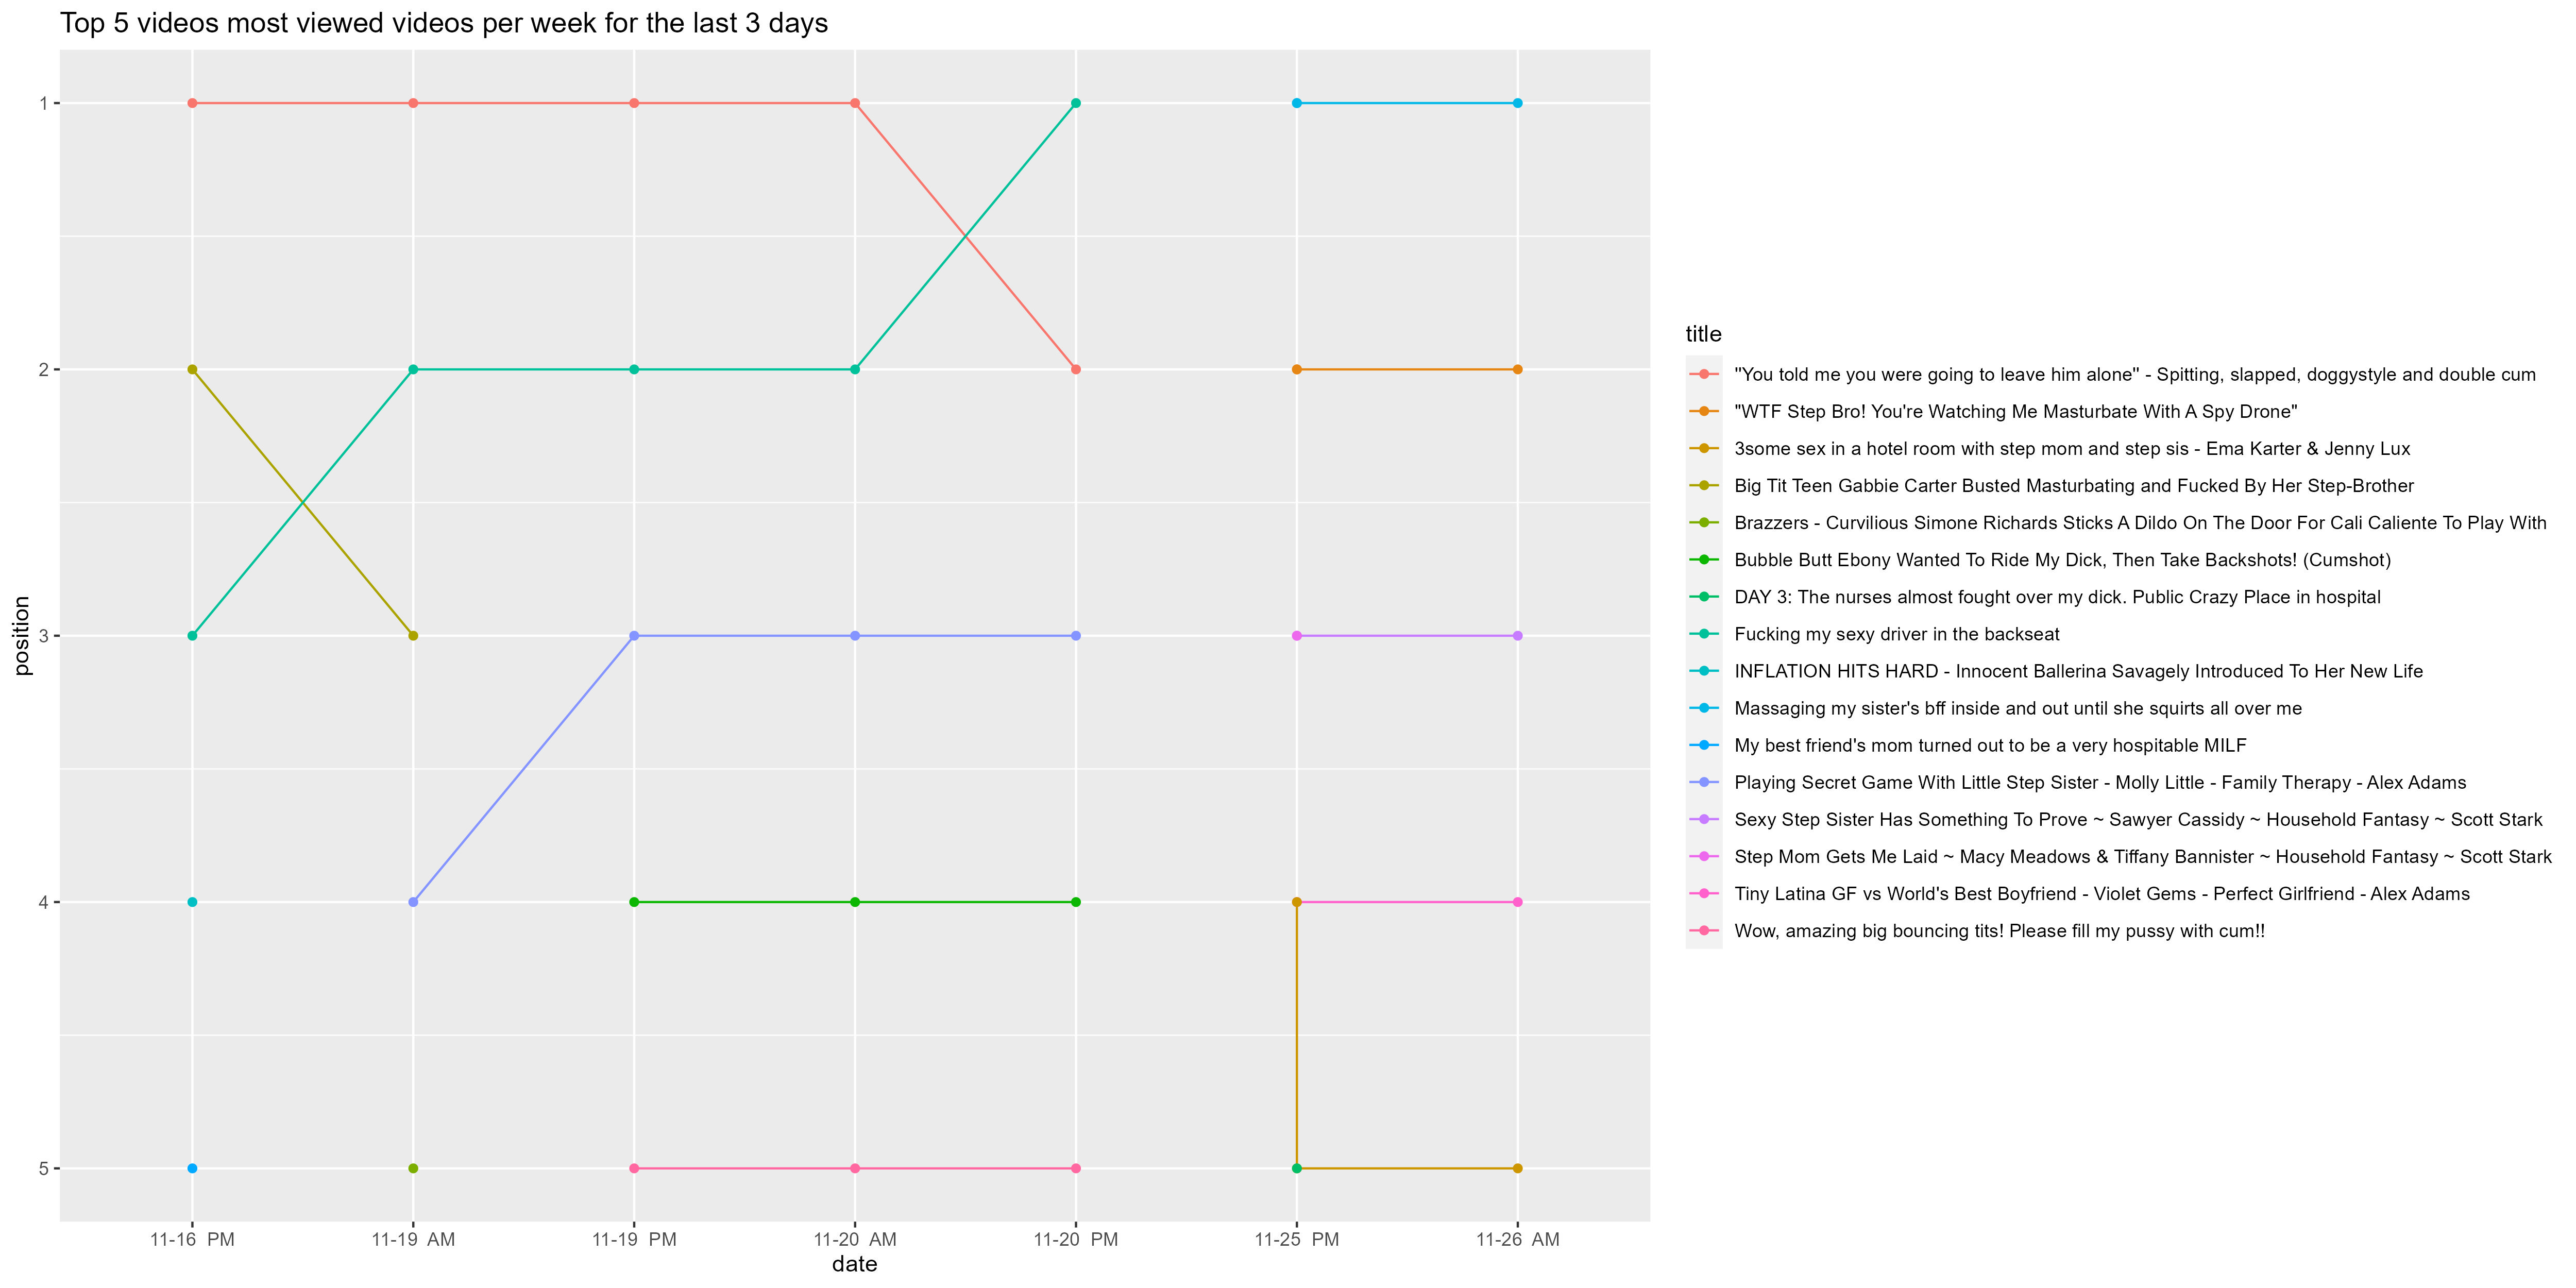 Top 5 videos most viewed videos per week for the last 3 days
position
1
2
3
4
5
11-16 PM
11-19 AM
11-19 PM
11-20 AM
11-20 PM
11-25 PM
11-26 AM
date
title
"You told me you were going to leave him alone" - Spitting, slapped, doggystyle and double cum
"WTF Step Bro! You're Watching Me Masturbate With A Spy Drone"
3some sex in a hotel room with step mom and step sis - Ema Karter & Jenny Lux
Big Tit Teen Gabbie Carter Busted Masturbating and Fucked By Her Step-Brother
Brazzers - Curvilious Simone Richards Sticks A Dildo On The Door For Cali Caliente To Play With
Bubble Butt Ebony Wanted To Ride My Dick, Then Take Backshots! (Cumshot)
DAY 3: The nurses almost fought over my dick. Public Crazy Place in hospital
Fucking my sexy driver in the backseat
INFLATION HITS HARD - Innocent Ballerina Savagely Introduced To Her New Life
Massaging my sister's bff inside and out until she squirts all over me
My best friend's mom turned out to be a very hospitable MILF
Playing Secret Game With Little Step Sister - Molly Little - Family Therapy - Alex Adams
Sexy Step Sister Has Something To Prove ~ Sawyer Cassidy ~ Household Fantasy ~ Scott Stark
Step Mom Gets Me Laid ~ Macy Meadows & Tiffany Bannister ~ Household Fantasy ~ Scott Stark
Tiny Latina GF vs World's Best Boyfriend - Violet Gems - Perfect Girlfriend - Alex Adams
Wow, amazing big bouncing tits! Please fill my pussy with cum!!